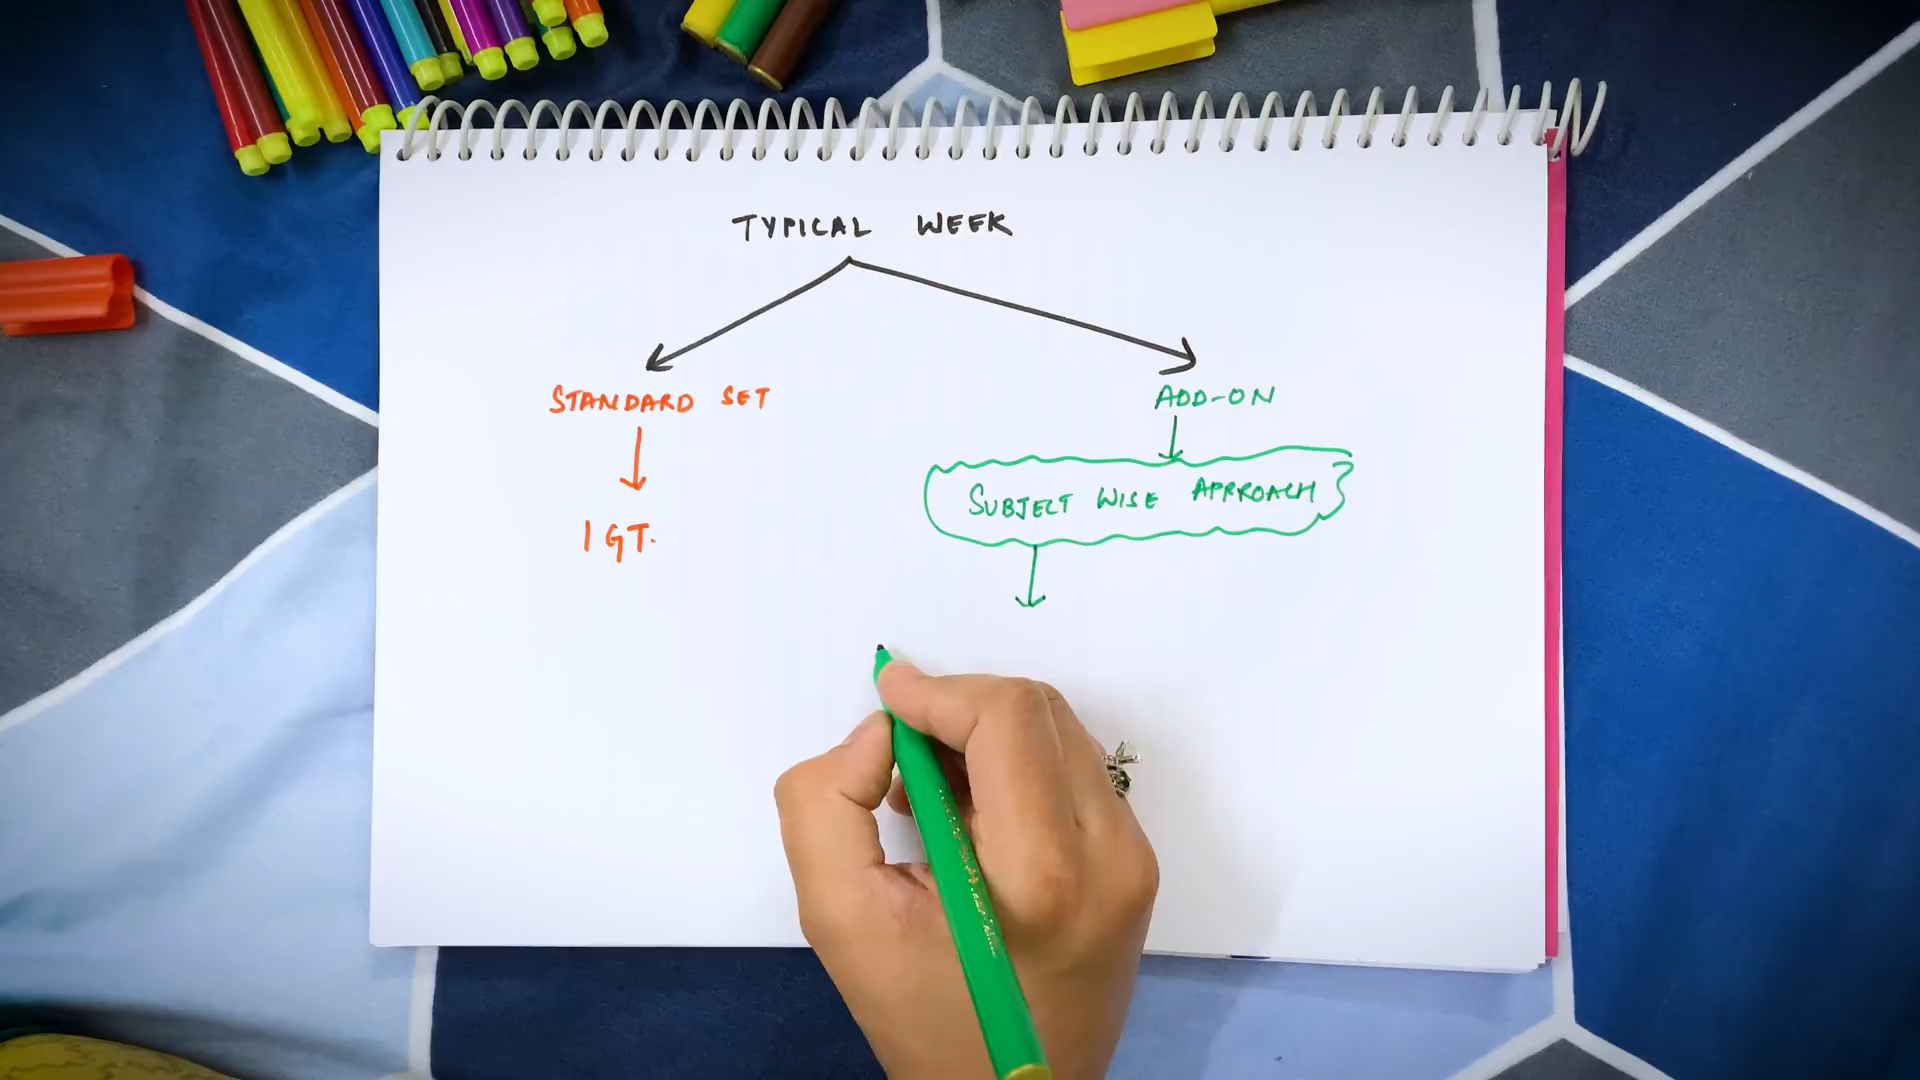 TYPICAL WEEK
STANDARD SET
ADD-ON
SUBJECT WISE APPROACH
1 GT.